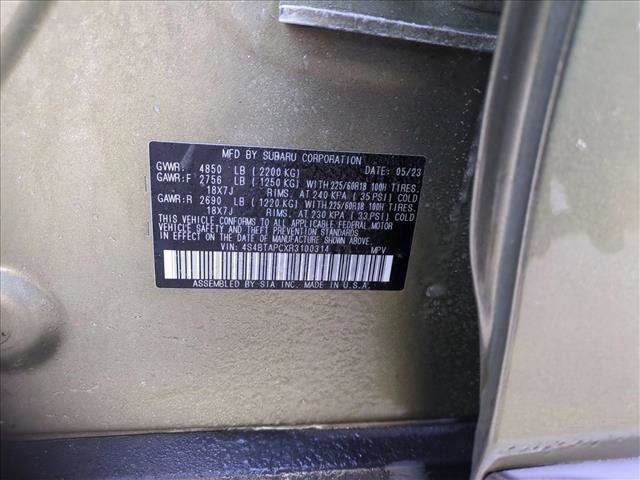 MFD BY SUBARU CORPORATION
GVWR: 4850 LB (2200 KG) DATE: 05/23
GAWR:F 2756 LB (1250 KG) WITH 225/60R18 100H TIRES.
18X7J RIMS. AT 240 KPA (35 PSI) COLD
GAWR:R 2690 LB (1220 KG) WITH 225/60R18 100H TIRES.
18X7J RIMS. AT 230 KPA (33 PSI) COLD
THIS VEHICLE CONFORMS TO ALL APPLICABLE FEDERAL MOTOR
VEHICLE SAFETY AND THEFT PREVENTION STANDARDS
IN EFFECT ON THE DATE OF MANUFACTURE SHOWN ABOVE.
VIN: 4S4BTAPCXR3100314 MPV
ASSEMBLED BY SIA INC. MADE IN U.S.A.